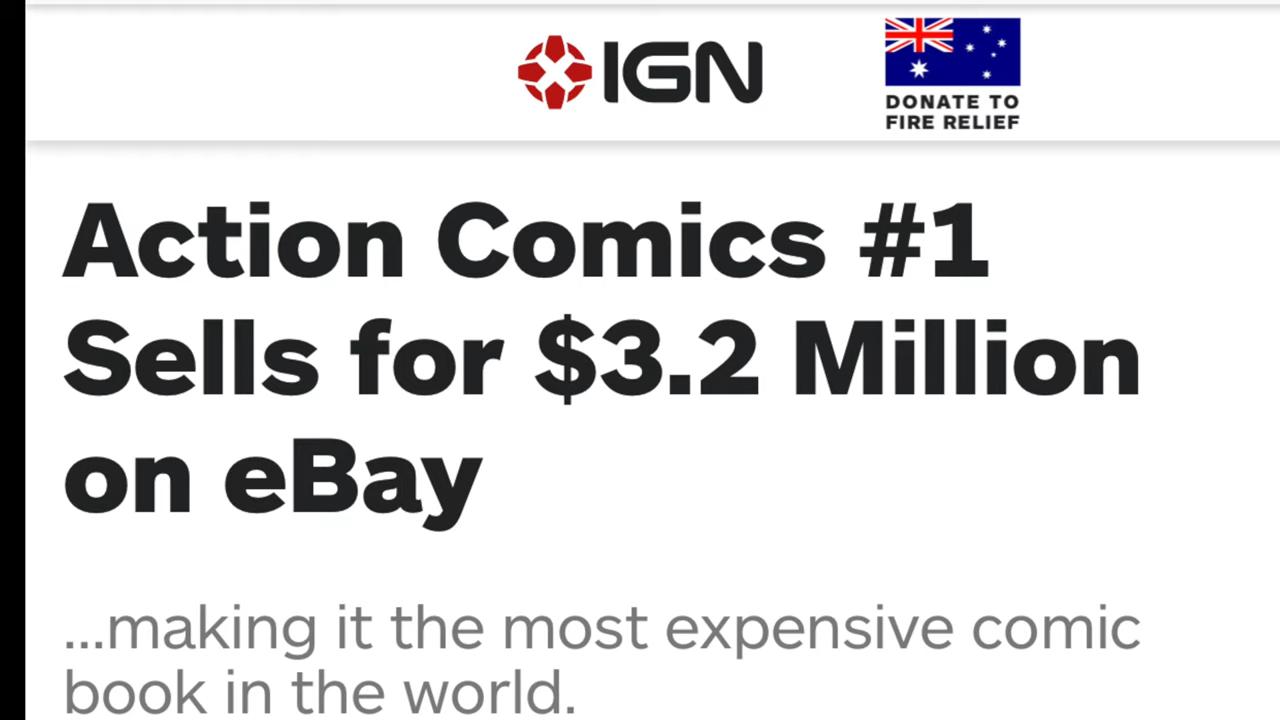 IGN
DONATE TO
FIRE RELIEF
Action Comics #1
Sells for $3.2 Million
on eBay
...making it the most expensive comic
book in the world.